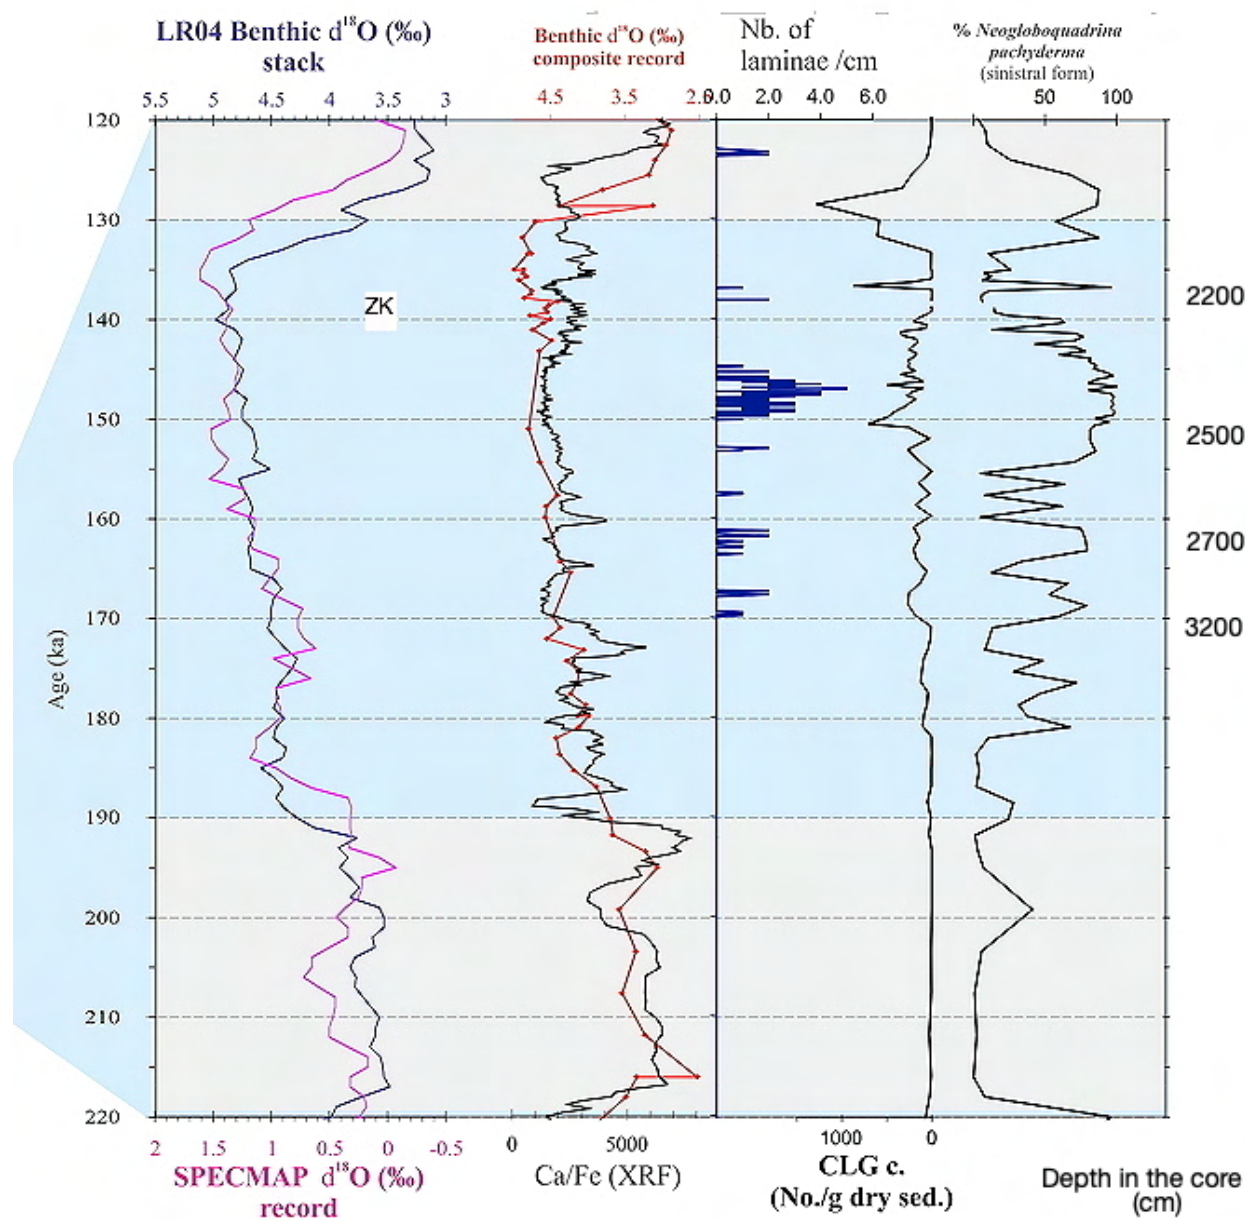 LR04 Benthic d¹⁸O (‰)
stack
Benthic d¹⁸O (‰)
composite record
Nb. of
laminae /cm
% Neogloboquadrina
pachyderma
(sinistral form)
5.5 5 4.5 4 3.5 3
4.5 3.5 2.
0.0 2.0 4.0 6.0
50 100
120
130
140
150
160
170
180
190
200
210
220
Age (ka)
ZK
2200
2500
2700
3200
2 1.5 1 0.5 0 -0.5
SPECMAP d¹⁸O (‰)
record
0 5000
Ca/Fe (XRF)
1000 0
CLG c.
(No./g dry sed.)
Depth in the core
(cm)